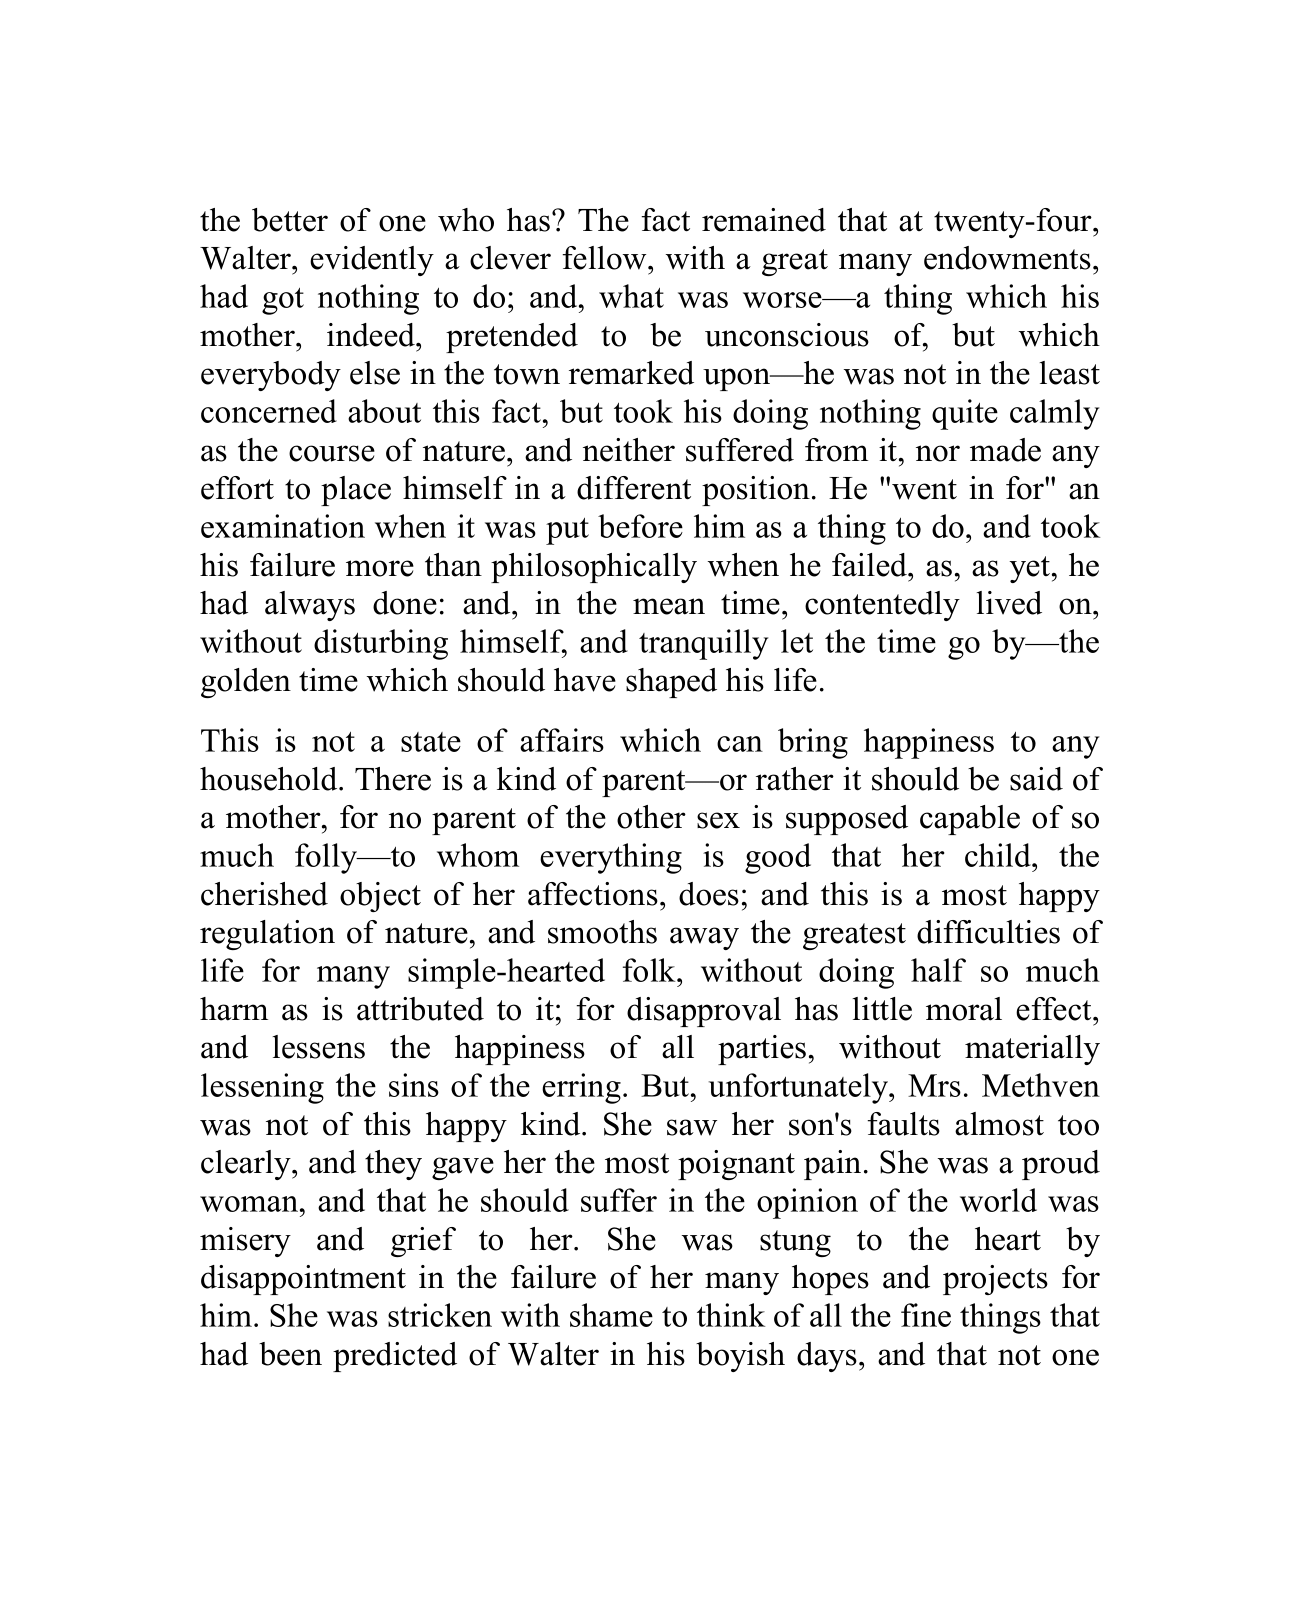 the better of one who has? The fact remained that at twenty-four,
Walter, evidently a clever fellow, with a great many endowments,
had got nothing to do; and, what was worse—a thing which his
mother, indeed, pretended to be unconscious of, but which
everybody else in the town remarked upon—he was not in the least
concerned about this fact, but took his doing nothing quite calmly
as the course of nature, and neither suffered from it, nor made any
effort to place himself in a different position. He "went in for" an
examination when it was put before him as a thing to do, and took
his failure more than philosophically when he failed, as, as yet, he
had always done: and, in the mean time, contentedly lived on,
without disturbing himself, and tranquilly let the time go by—the
golden time which should have shaped his life.
This is not a state of affairs which can bring happiness to any
household. There is a kind of parent—or rather it should be said of
a mother, for no parent of the other sex is supposed capable of so
much folly—to whom everything is good that her child, the
cherished object of her affections, does; and this is a most happy
regulation of nature, and smooths away the greatest difficulties of
life for many simple-hearted folk, without doing half so much
harm as is attributed to it; for disapproval has little moral effect,
and lessens the happiness of all parties, without materially
lessening the sins of the erring. But, unfortunately, Mrs. Methven
was not of this happy kind. She saw her son's faults almost too
clearly, and they gave her the most poignant pain. She was a proud
woman, and that he should suffer in the opinion of the world was
misery and grief to her. She was stung to the heart by
disappointment in the failure of her many hopes and projects for
him. She was stricken with shame to think of all the fine things that
had been predicted of Walter in his boyish days, and that not one